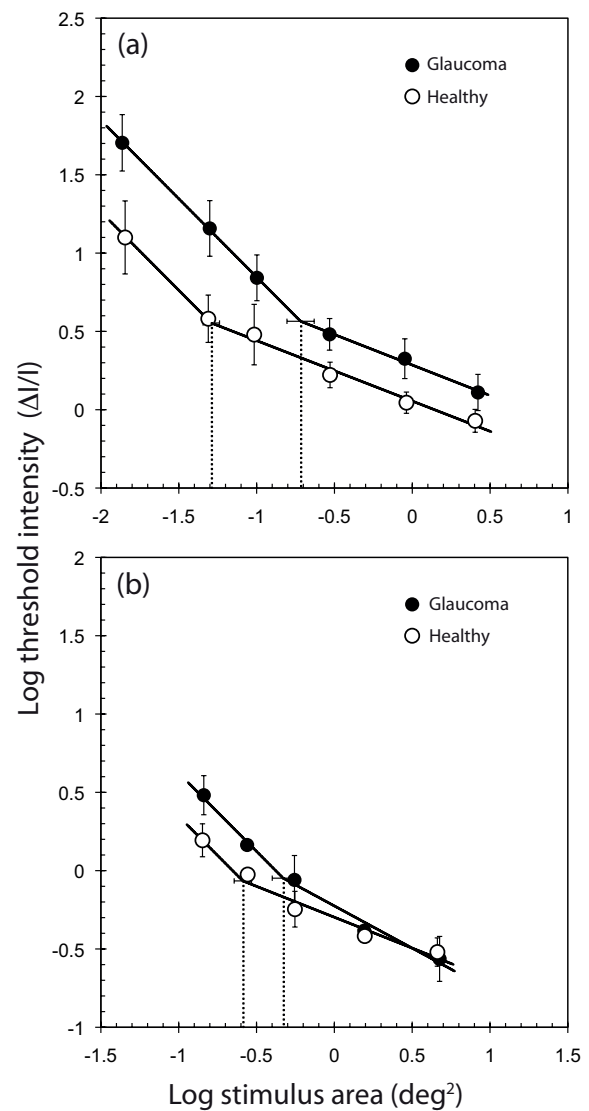 2.5
(a)
Glaucoma
2
Healthy
1.5
1
0.5
0
-0.5
-2 -1.5 -1 -0.5 0 0.5 1
Log threshold intensity (ΔI/I)
2
(b)
Glaucoma
1.5
Healthy
1
0.5
0
-0.5
-1
-1.5 -1 -0.5 0 0.5 1 1.5
Log stimulus area (deg²)